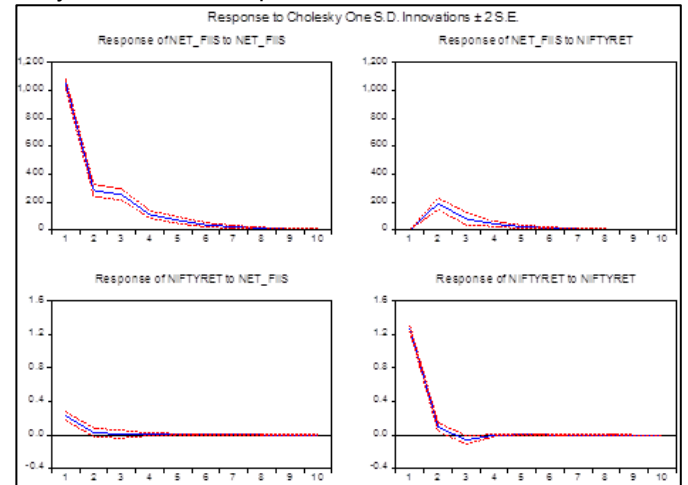 Response to Cholesky One S.D. Innovations ± 2 S.E.
Response of NET_FIIS to NET_FIIS
1,200
1,000
800
600
400
200
0
1 2 3 4 5 6 7 8 9 10
Response of NET_FIIS to NIFTYRET
1,200
1,000
800
600
400
200
0
1 2 3 4 5 6 7 8 9 10
Response of NIFTYRET to NET_FIIS
1.6
1.2
0.8
0.4
0.0
-0.4
1 2 3 4 5 6 7 8 9 10
Response of NIFTYRET to NIFTYRET
1.6
1.2
0.8
0.4
0.0
-0.4
1 2 3 4 5 6 7 8 9 10